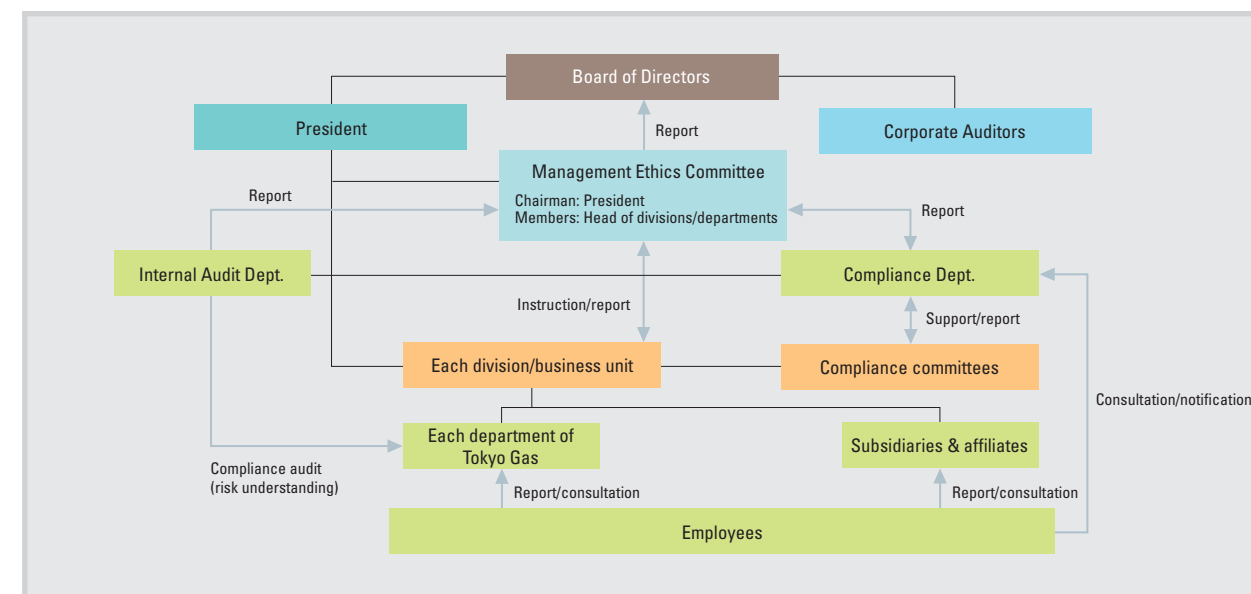 Board of Directors
President
Report
Corporate Auditors
Management Ethics Committee
Chairman: President
Members: Head of divisions/departments
Report
Report
Internal Audit Dept.
Compliance Dept.
Instruction/report
Support/report
Each division/business unit
Compliance committees
Consultation/notification
Each department of
Tokyo Gas
Subsidiaries & affiliates
Compliance audit
(risk understanding)
Report/consultation
Report/consultation
Employees